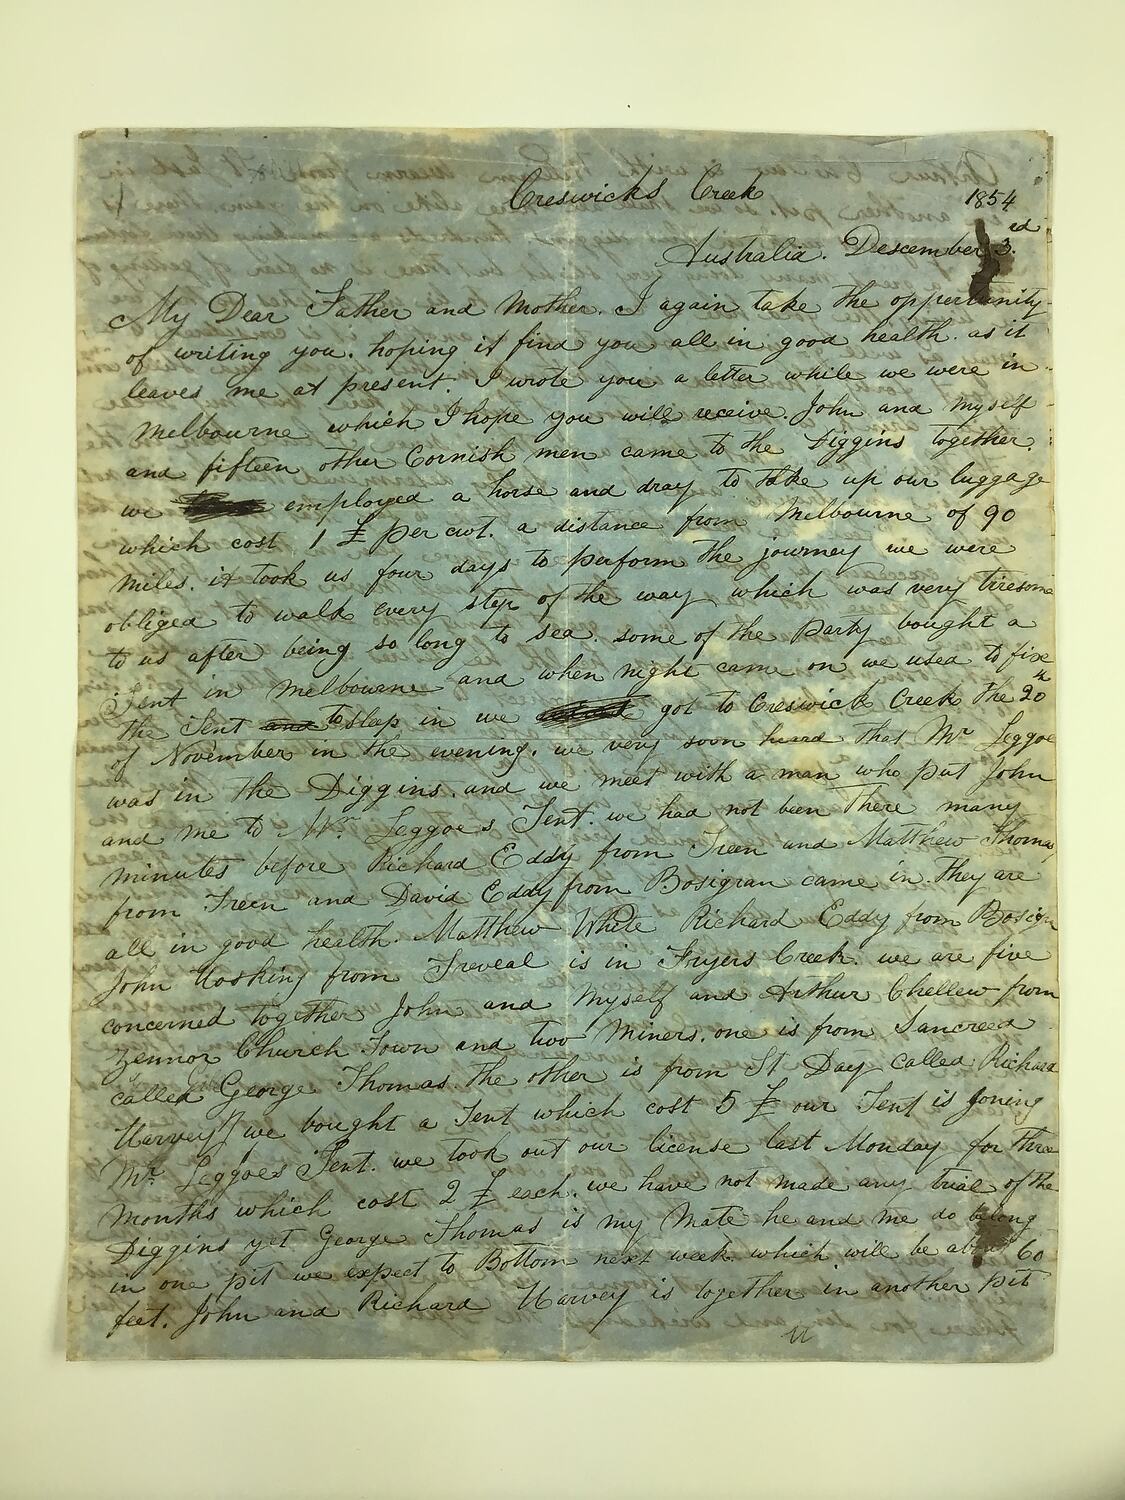 Creswicks Creek 1854
Australia. Descember 3.ed
My Dear Father and Mother. I again take the oppertunity
of writing you. hoping it find you all in good health. as it
leaves me at present. I wrote you a letter while we were in
Melbourne which I hope you will receive. John and Myself
and fifteen other Cornish men came to the Diggins together.
we employed a horse and dray to take up our luggage
which cost 1 £ per cwt. a distance from Melbourne of 90
miles. it took us four days to perform the journey we were
obliged to walk every step of the way which was very tiresome
to us after being so long to sea. some of the Party bought a
Tent in Melbourne and when night came on we used to fix
the Tent and to sleep in we got to Creswick Creek the 20
of November in the evening. we very soon heard that Mr Leggoe
was in the Diggins. and we meet with a man who put John
and me to Mr. Leggoes Tent. we had not been There many
minutes before Richard Eddy from Treen and Matthew Thomas
from Treen and David Eddy from Bosigran came in. They are
all in good health. Matthew White Richard Eddy from
John Hosking from Treveal is in Fryers Creek. we are five
concerned together John and Myself and Arthur Chellew from
Zennor Church Town and two Miners. one is from Sancreed
called George Thomas. the other is from St Day called Richard
Harvey we bought a Tent which cost 5 £ our Tent is joning
Mr. Leggoes Tent. we took out our license last Monday for Three
Months which cost 2 £ each. we have not made any trial of the
Diggins yet George Thomas is my Mate he and me do belong
in one pit we expect to Bottom next week. which will be about 60
feet. John and Richard Harvey is together in another pit